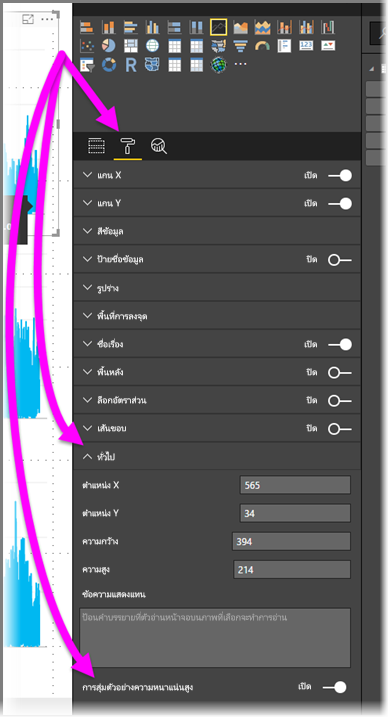 R
แกน X เปิด
แกน Y เปิด
สีข้อมูล
ป้ายชื่อข้อมูล ปิด
รูปร่าง
พื้นที่การลงจุด
ชื่อเรื่อง เปิด
พื้นหลัง ปิด
ล็อกอัตราส่วน ปิด
เส้นขอบ ปิด
ทั่วไป
ตำแหน่ง X 565
ตำแหน่ง Y 34
ความกว้าง 394
ความสูง 214
ข้อความแสดงแทน
ป้อนคำบรรยายที่ตัวอ่านหน้าจอบนภาพที่เลือกจะทำการอ่าน
การสุ่มตัวอย่างความหนาแน่นสูง เปิด